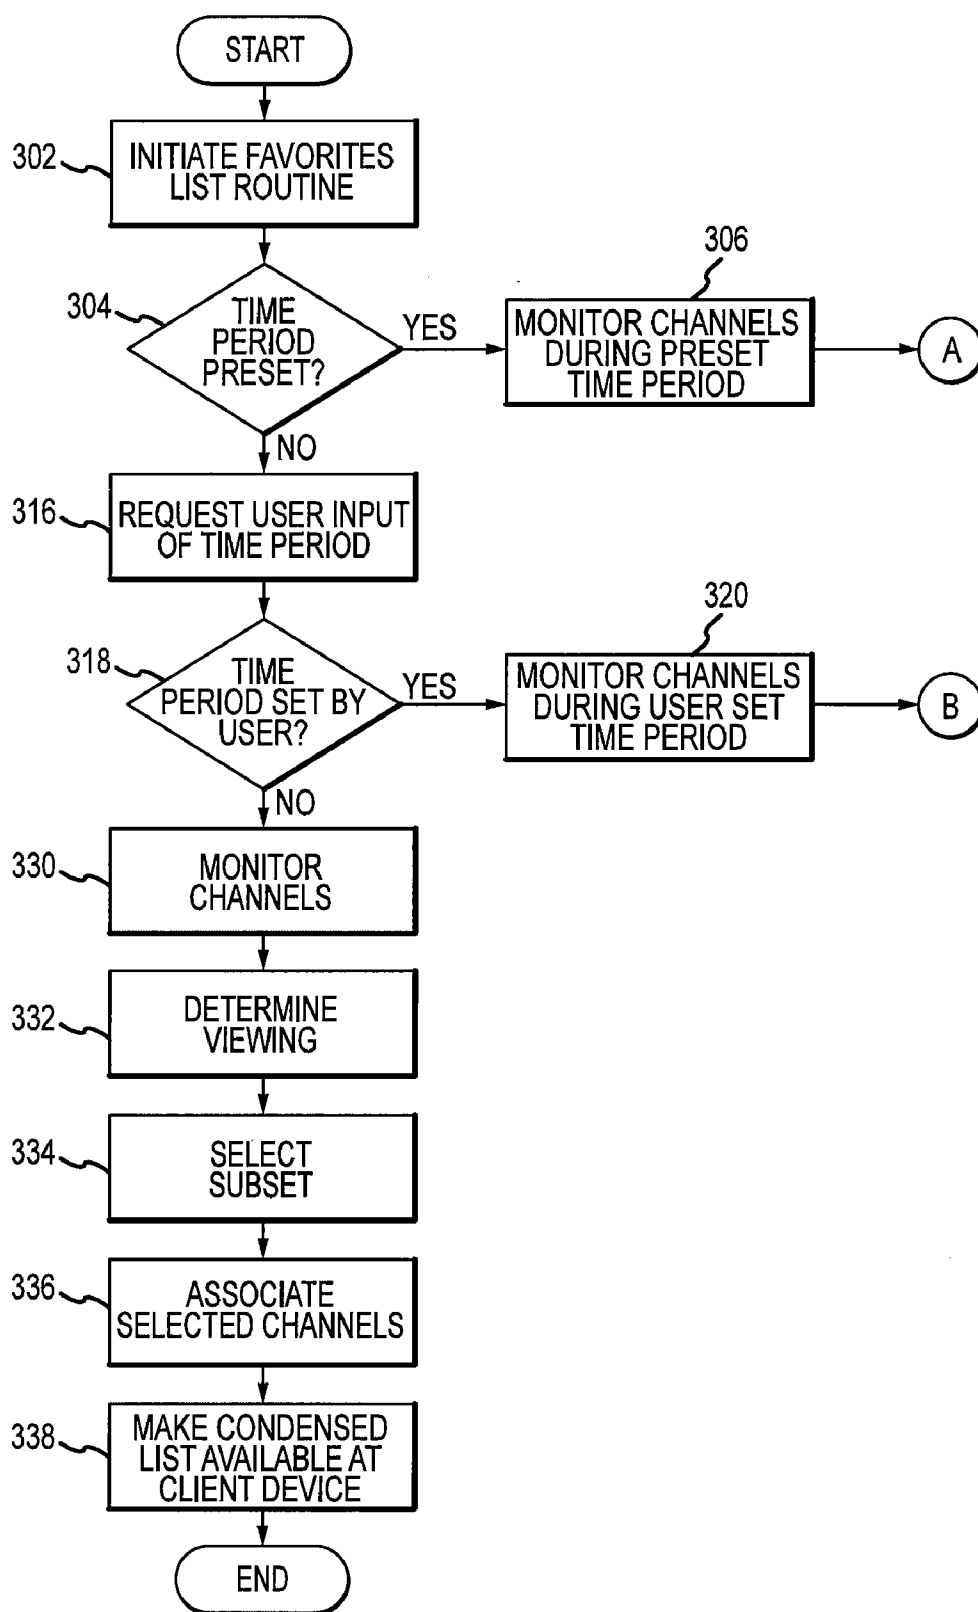 START
302
INITIATE FAVORITES
LIST ROUTINE
304
TIME
PERIOD
PRESET?
YES
306
MONITOR CHANNELS
DURING PRESET
TIME PERIOD
A
NO
316
REQUEST USER INPUT
OF TIME PERIOD
318
TIME
PERIOD SET BY
USER?
YES
320
MONITOR CHANNELS
DURING USER SET
TIME PERIOD
B
NO
330
MONITOR
CHANNELS
332
DETERMINE
VIEWING
334
SELECT
SUBSET
336
ASSOCIATE
SELECTED CHANNELS
338
MAKE CONDENSED
LIST AVAILABLE AT
CLIENT DEVICE
END